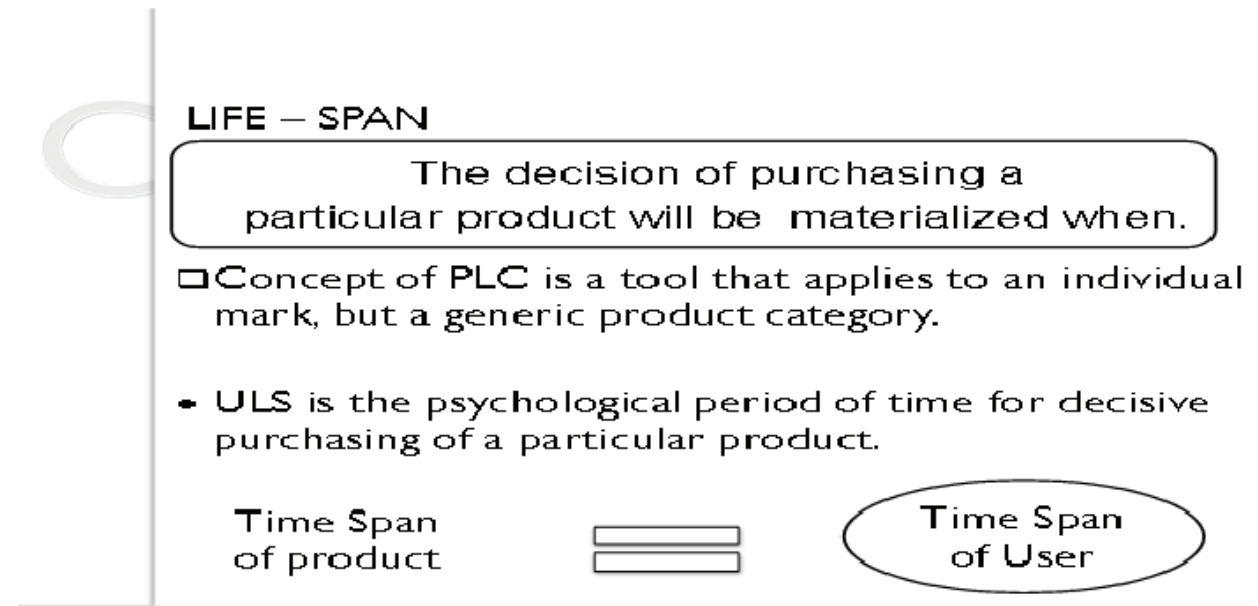 LIFE – SPAN
The decision of purchasing a
particular product will be materialized when.
Concept of PLC is a tool that applies to an individual
mark, but a generic product category.
• ULS is the psychological period of time for decisive
purchasing of a particular product.
Time Span
of product
Time Span
of User